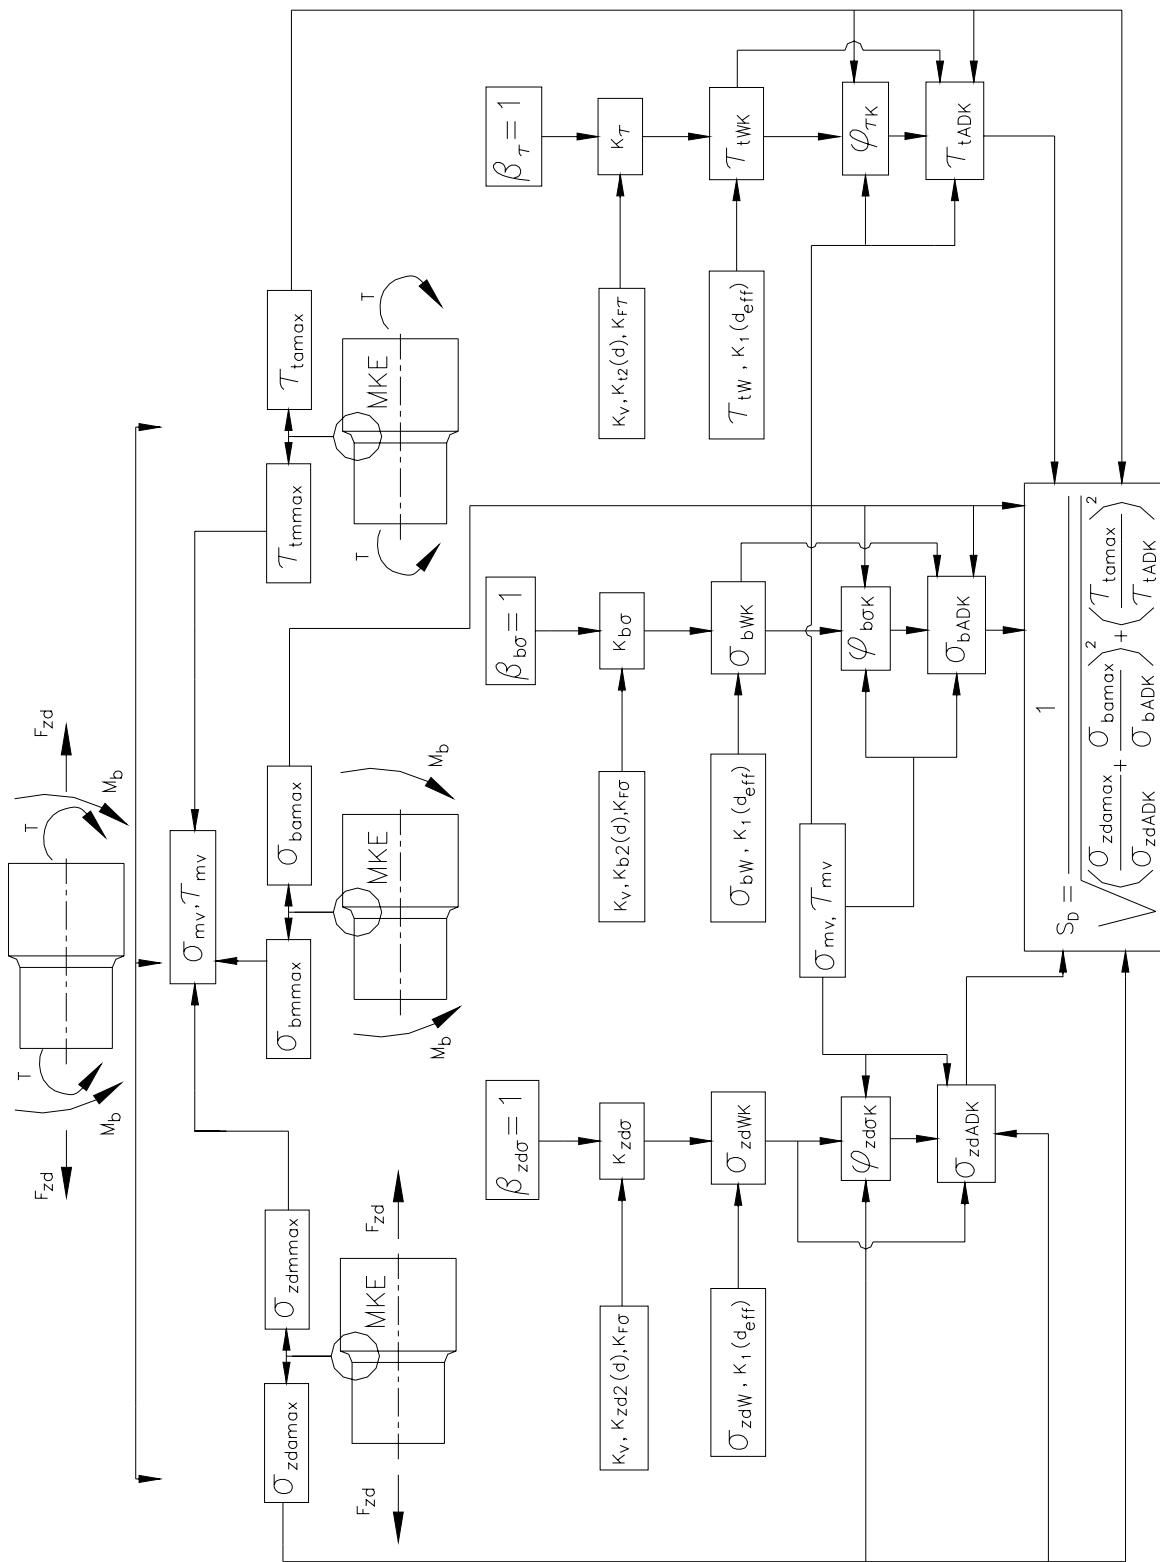 F_zd
M_b
T
T
M_b
F_zd
σ_mv, τ_mv
σ_zdamax
σ_zdmmax
σ_bmmax
σ_bamax
τ_tmmax
τ_tamax
F_zd
MKE
F_zd
M_b
MKE
M_b
T
MKE
T
β_zdσ = 1
β_bσ = 1
β_τ = 1
K_v, K_zd2(d), K_Fσ
K_zdσ
K_v, K_b2(d), K_Fσ
K_bσ
K_v, K_t2(d), K_Fτ
K_τ
σ_zdW, K_1(d_eff)
σ_zdWK
σ_bW, K_1(d_eff)
σ_bWK
τ_tW, K_1(d_eff)
τ_tWK
σ_mv, τ_mv
φ_zdσK
φ_bσK
φ_τK
σ_zdADK
σ_bADK
τ_tADK
S_D = 1 / √((σ_zdamax / σ_zdADK + σ_bamax / σ_bADK)² + (τ_tamax / τ_tADK)²)